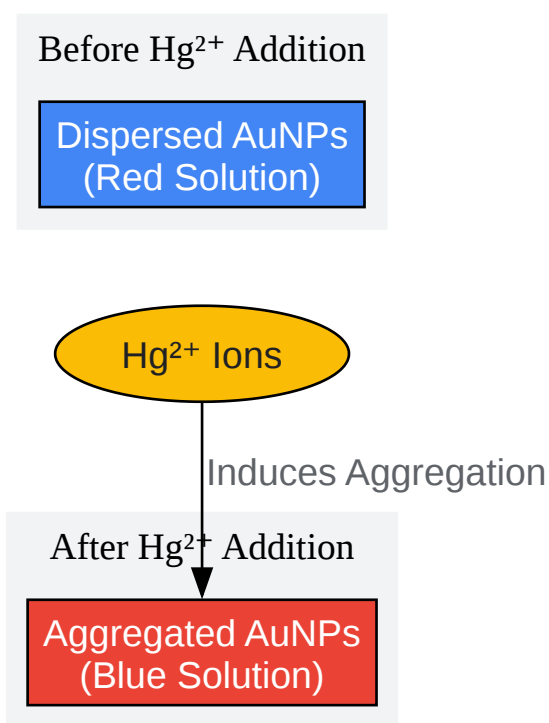 Before Hg²⁺ Addition
Dispersed AuNPs
(Red Solution)
Hg²⁺ Ions
Induces Aggregation
After Hg²⁺ Addition
Aggregated AuNPs
(Blue Solution)